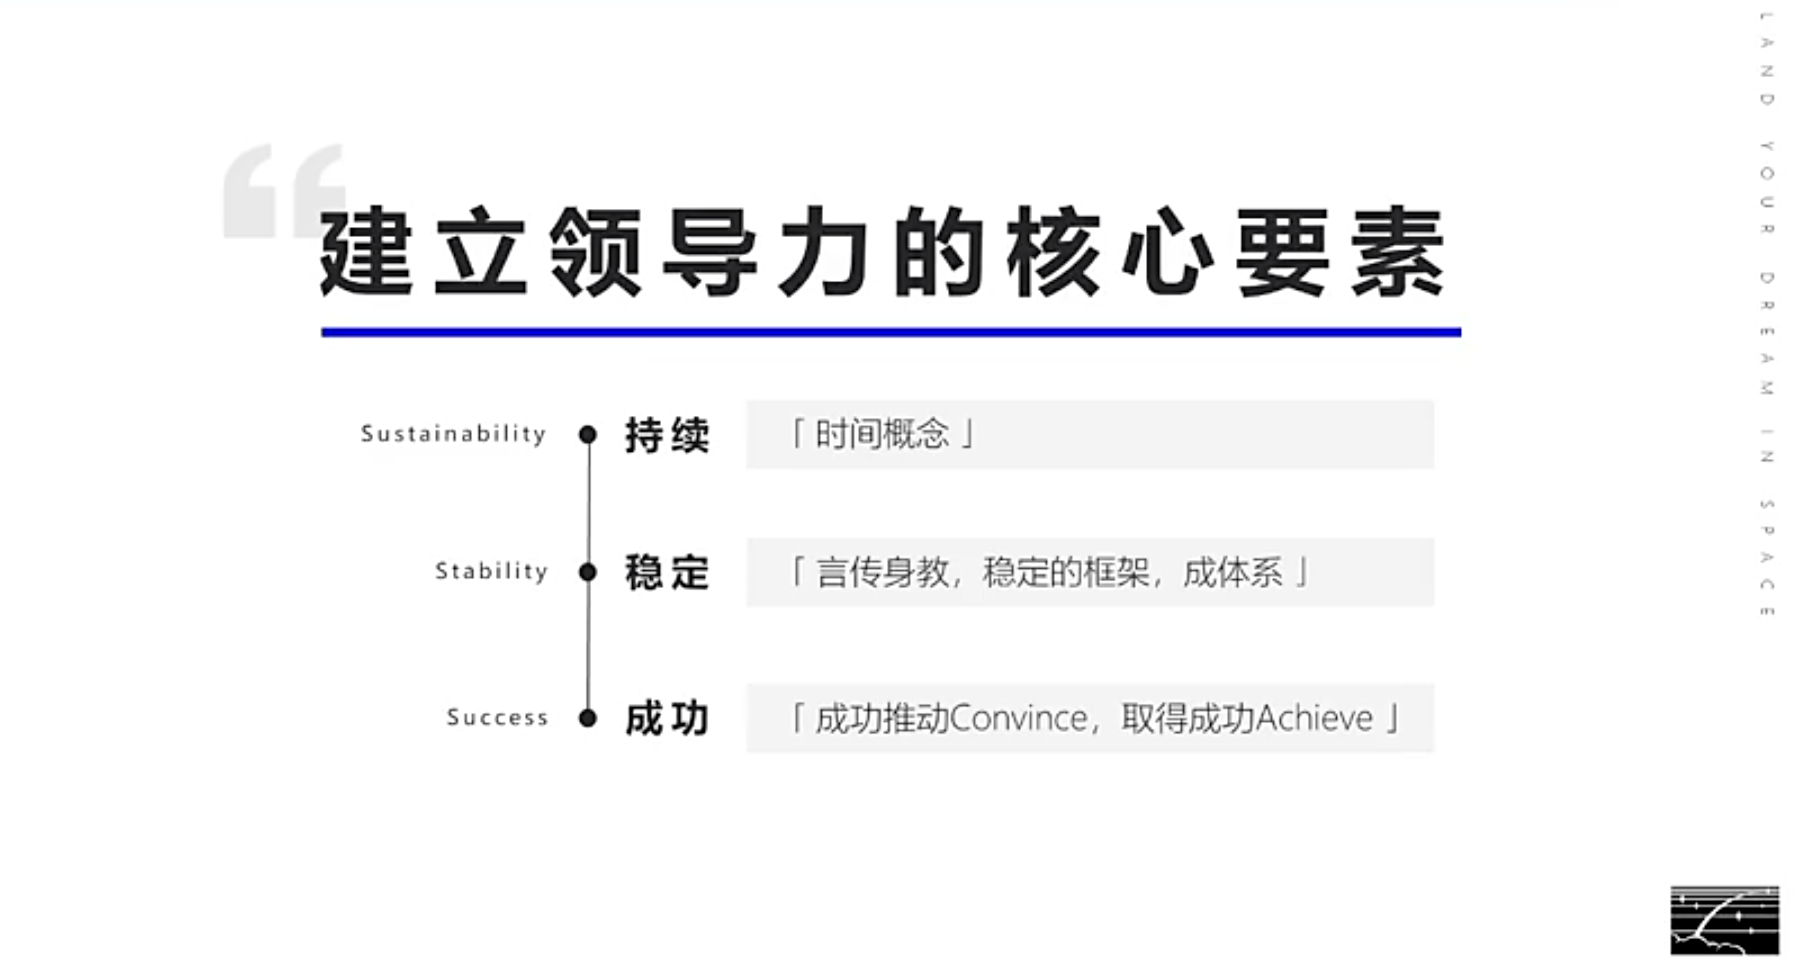 建立领导力的核心要素
Sustainability 持续 「 时间概念 」
Stability 稳定 「 言传身教，稳定的框架，成体系 」
Success 成功 「 成功推动Convince，取得成功Achieve 」
LAND YOUR DREAM IN SPACE